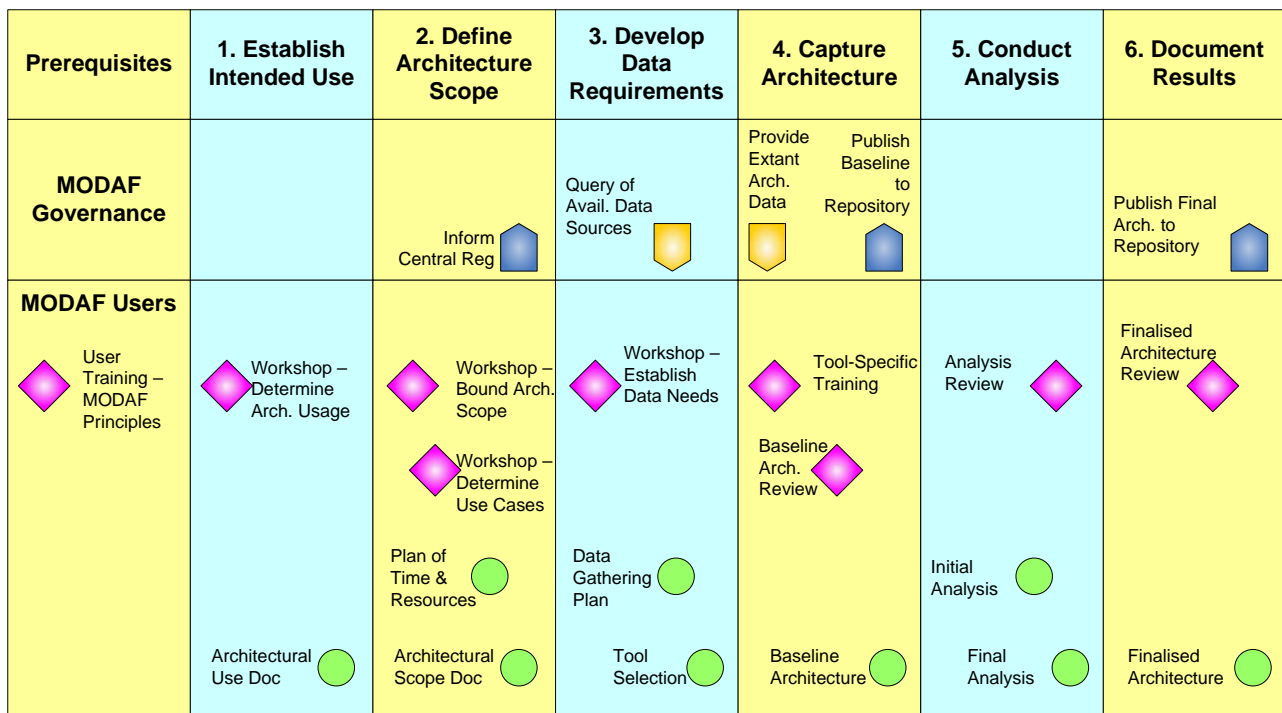 Prerequisites
1. Establish
Intended Use
2. Define
Architecture
Scope
3. Develop
Data
Requirements
4. Capture
Architecture
5. Conduct
Analysis
6. Document
Results
MODAF
Governance
Inform
Central Reg
Query of
Avail. Data
Sources
Provide
Extant
Arch.
Data
Publish
Baseline
to
Repository
Publish Final
Arch. to
Repository
MODAF Users
User
Training –
MODAF
Principles
Workshop –
Determine
Arch. Usage
Workshop –
Bound Arch.
Scope
Workshop –
Establish
Data Needs
Tool-Specific
Training
Analysis
Review
Finalised
Architecture
Review
Workshop –
Determine
Use Cases
Baseline
Arch.
Review
Plan of
Time &
Resources
Data
Gathering
Plan
Initial
Analysis
Architectural
Use Doc
Architectural
Scope Doc
Tool
Selection
Baseline
Architecture
Final
Analysis
Finalised
Architecture